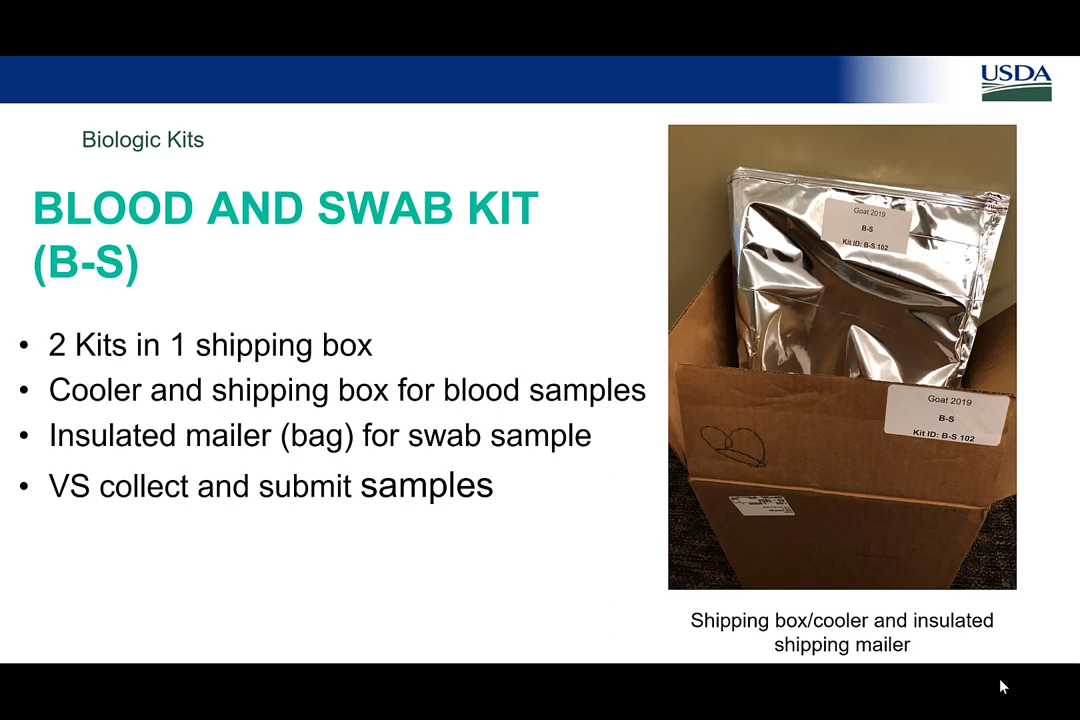 USDA
Biologic Kits
BLOOD AND SWAB KIT
(B-S)
• 2 Kits in 1 shipping box
• Cooler and shipping box for blood samples
• Insulated mailer (bag) for swab sample
• VS collect and submit samples
Goat 2019
B-S
Kit ID: B-S 102
Goat 2019
B-S
Kit ID: B-S 102
Shipping box/cooler and insulated
shipping mailer